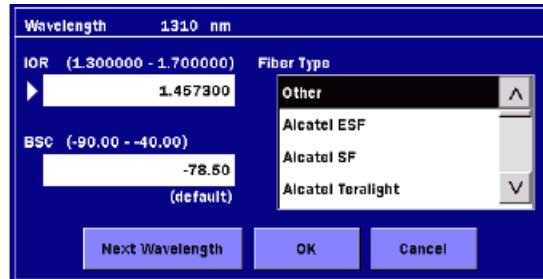 Wavelength 1310 nm
IOR (1.300000 - 1.700000)
1.457300
BSC (-90.00 - -40.00)
-78.50
(default)
Fiber Type
Other
Alcatel ESF
Alcatel SF
Alcatel Teralight
Next Wavelength OK Cancel